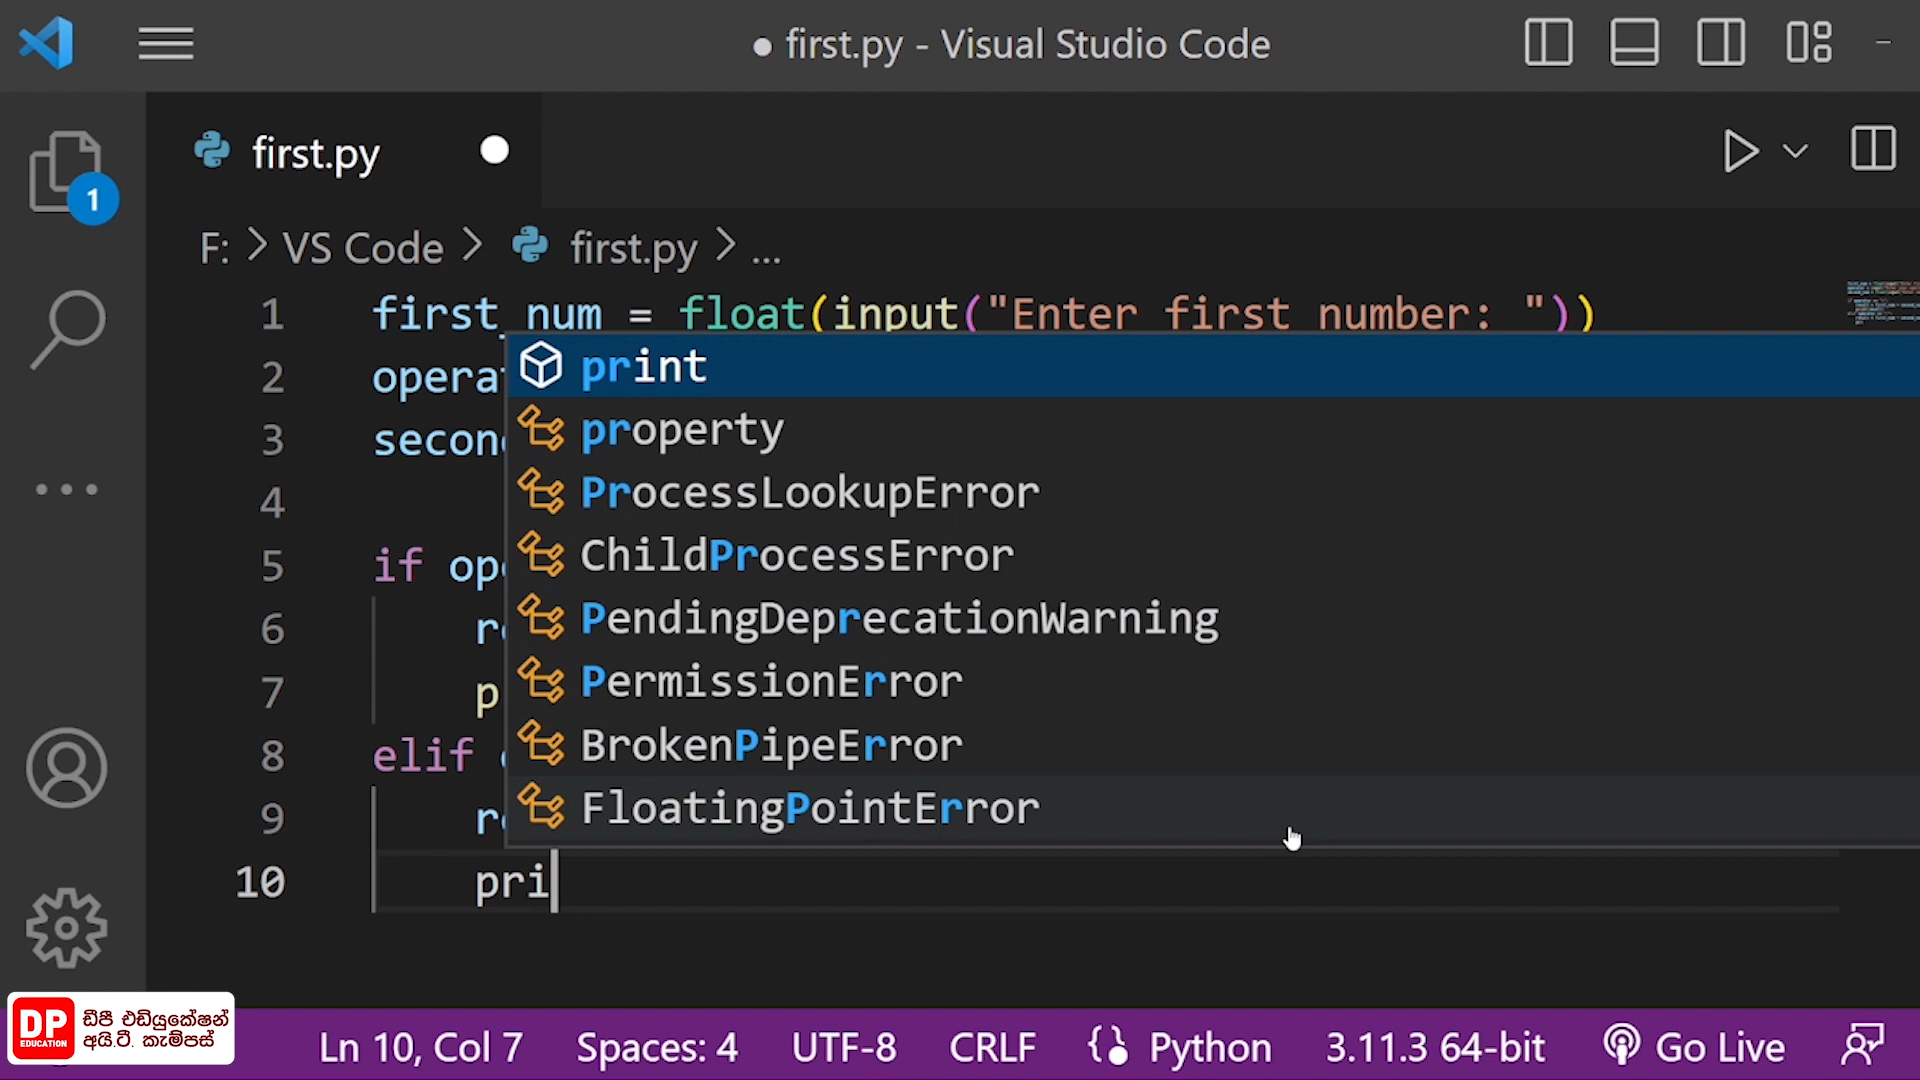 ● first.py - Visual Studio Code
first.py
1
F: > VS Code > first.py > ...
1 first_num = float(input("Enter first number: "))
2 opera
3 secon
4
5 if op
6 r
7 p
8 elif
9 r
10 pri
print
property
ProcessLookupError
ChildProcessError
PendingDeprecationWarning
PermissionError
BrokenPipeError
FloatingPointError
DP
EDUCATION
ඩීපී එඩියුකේෂන්
අයි.ටී. කැම්පස්
Ln 10, Col 7 Spaces: 4 UTF-8 CRLF Python 3.11.3 64-bit Go Live